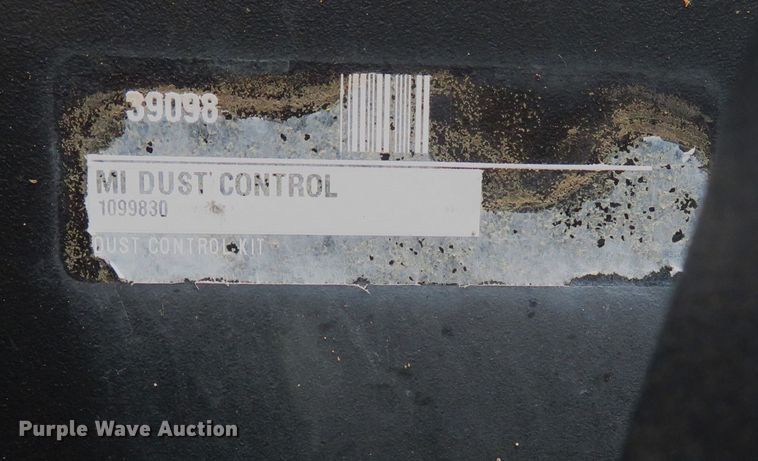 39098
MI DUST CONTROL
1099830
DUST CONTROL KIT
Purple Wave Auction